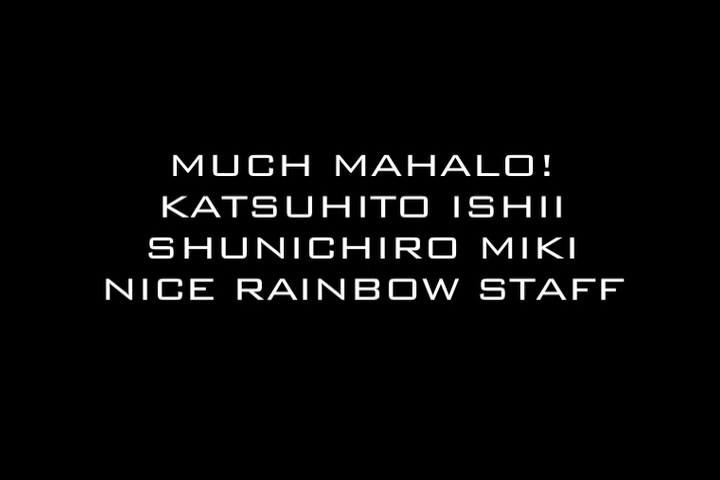 MUCH MAHALO!
KATSUHITO ISHII
SHUNICHIRO MIKI
NICE RAINBOW STAFF